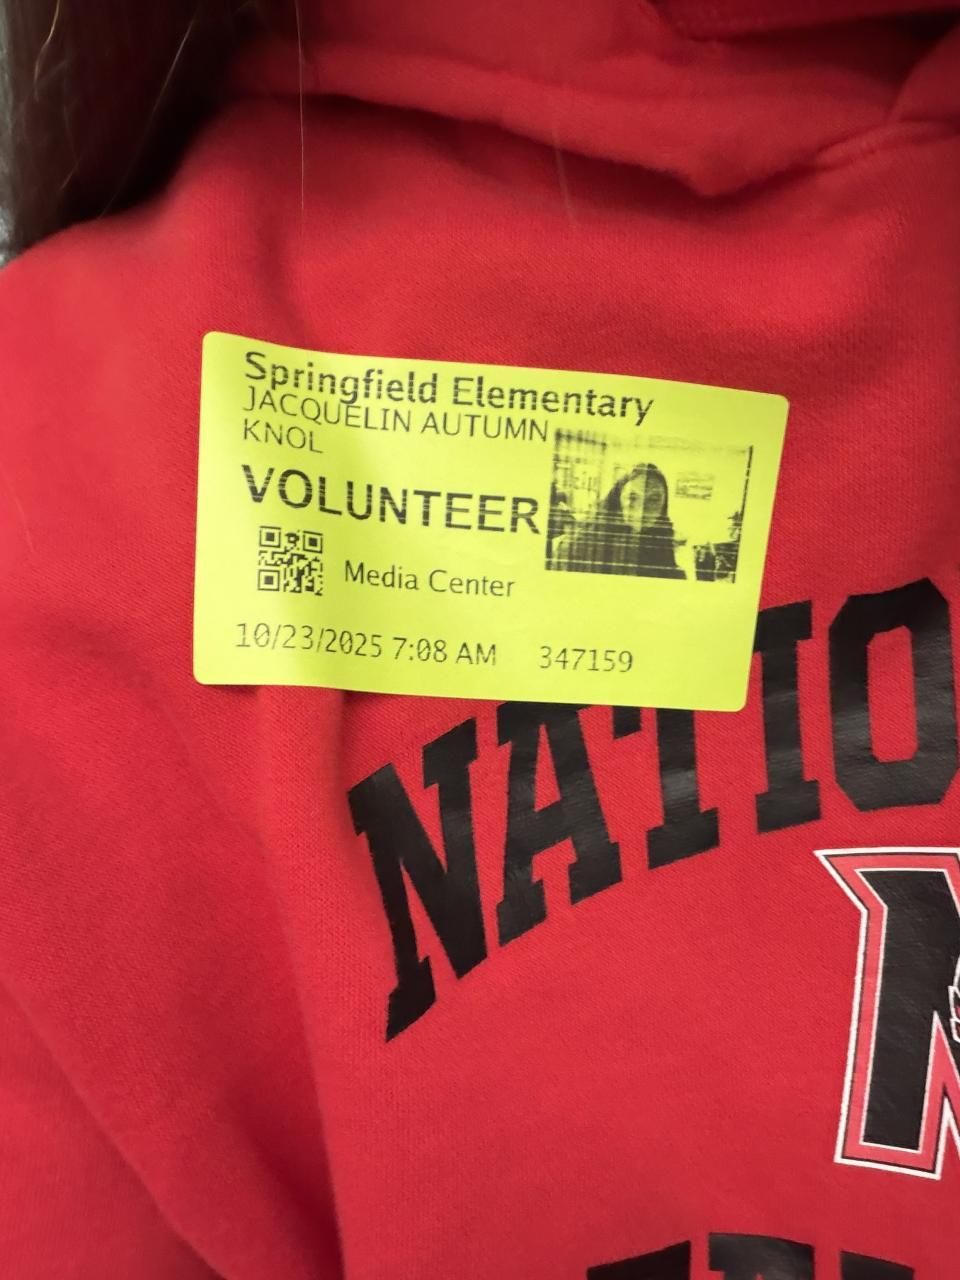 Springfield Elementary
JACQUELIN AUTUMN
KNOL
VOLUNTEER
Media Center
10/23/2025 7:08 AM 347159
NATIO